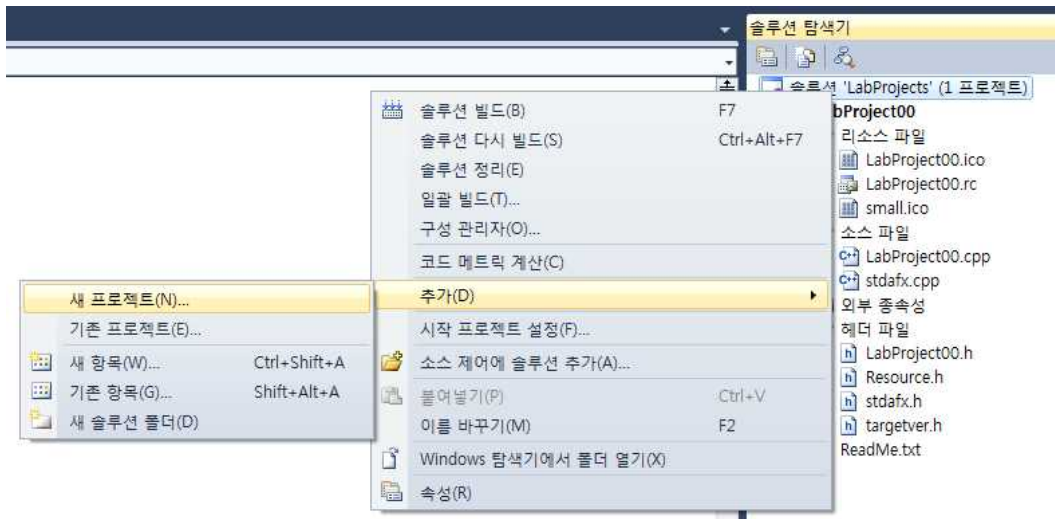 솔루션 탐색기
솔루션 'LabProjects' (1 프로젝트)
bProject00
리소스 파일
LabProject00.ico
LabProject00.rc
small.ico
소스 파일
LabProject00.cpp
stdafx.cpp
외부 종속성
헤더 파일
LabProject00.h
Resource.h
stdafx.h
targetver.h
ReadMe.txt
솔루션 빌드(B) F7
솔루션 다시 빌드(S) Ctrl+Alt+F7
솔루션 정리(E)
일괄 빌드(T)...
구성 관리자(O)...
코드 메트릭 계산(C)
추가(D)
시작 프로젝트 설정(F)...
소스 제어에 솔루션 추가(A)...
붙여넣기(P) Ctrl+V
이름 바꾸기(M) F2
Windows 탐색기에서 폴더 열기(X)
속성(R)
새 프로젝트(N)...
기존 프로젝트(E)...
새 항목(W)... Ctrl+Shift+A
기존 항목(G)... Shift+Alt+A
새 솔루션 폴더(D)